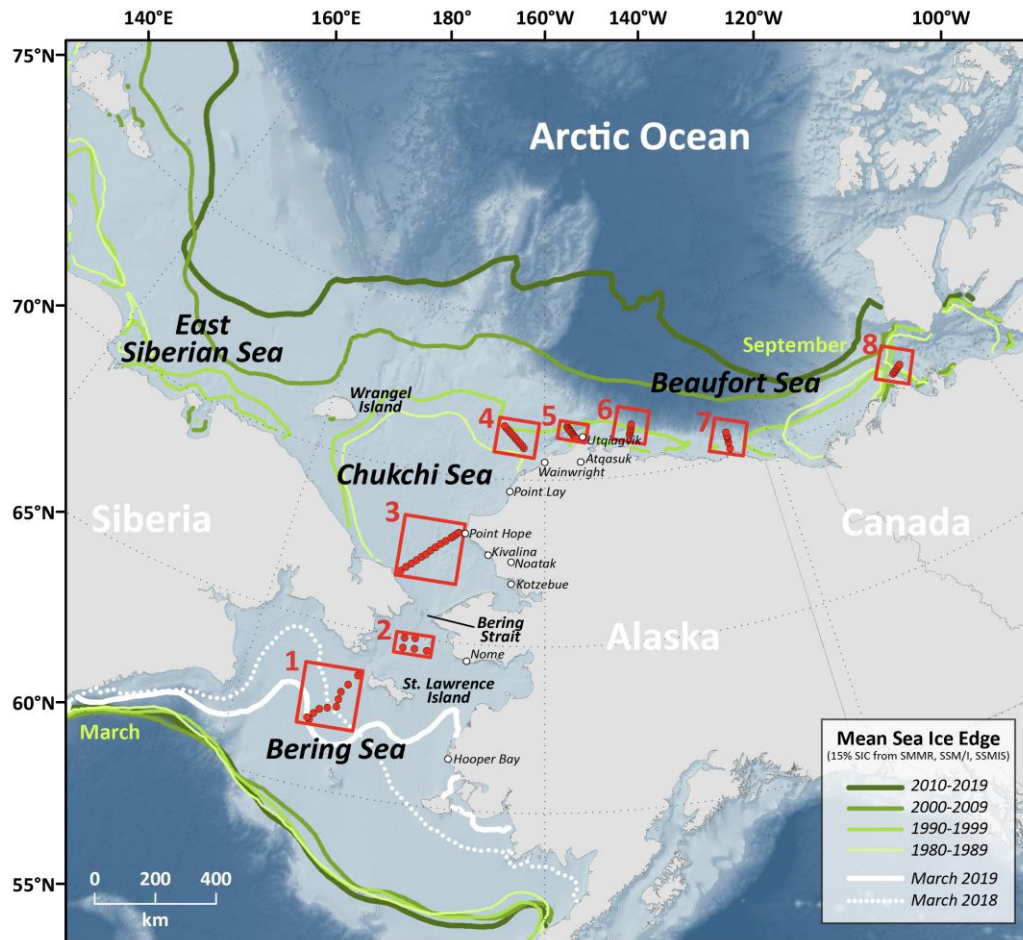 140°E 160°E 180°W 160°W 140°W 120°W 100°W
75°N
70°N
65°N
60°N
55°N
Arctic Ocean
East
Siberian Sea
September
Beaufort Sea
8
Wrangel
Island
4
5
6
7
Utqiagvik
Atqasuk
Wainwright
Chukchi Sea
Point Lay
Siberia
Canada
3
Point Hope
Kivalina
Noatak
Kotzebue
Bering
Strait
Alaska
2
Nome
1
St. Lawrence
Island
March
Bering Sea
Hooper Bay
0 200 400
km
Mean Sea Ice Edge
(15% SIC from SMMR, SSM/I, SSMIS)
2010-2019
2000-2009
1990-1999
1980-1989
March 2019
March 2018